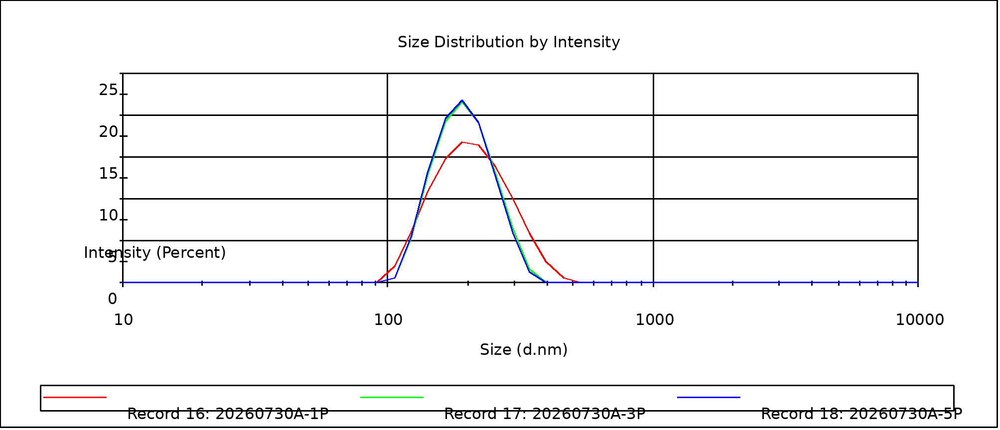 Size Distribution by Intensity
25
20
15
10
5
0
Intensity (Percent)
10 100 1000 10000
Size (d.nm)
Record 16: 20260730A-1P Record 17: 20260730A-3P Record 18: 20260730A-5P